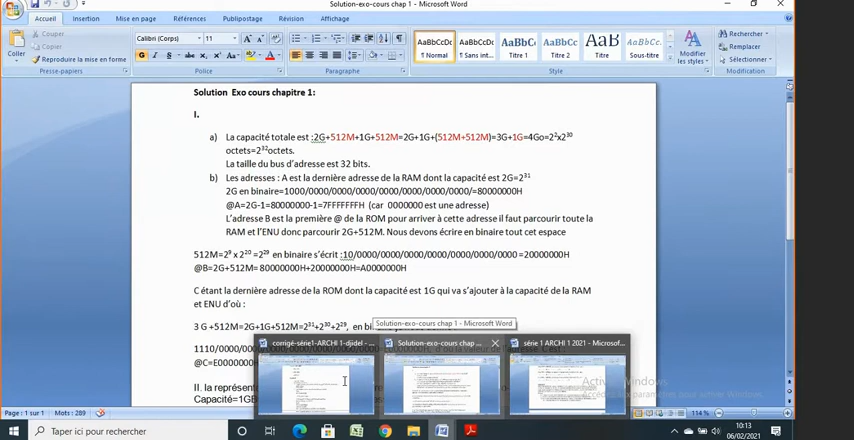 Solution-exo-cours chap 1 - Microsoft Word
Accueil Insertion Mise en page Références Publipostage Révision Affichage
Couper
Copier
Coller
Reproduire la mise en forme
Calibri (Corps) 11
AaBbCcDc AaBbCcDc AaBbC AaBbCc AaB AaBbCc
¶ Normal ¶ Sans int... Titre 1 Titre 2 Titre Sous-titre
Modifier les styles
Rechercher
Remplacer
Sélectionner
Presse-papiers Police Paragraphe Style Modification
Solution Exo cours chapitre 1:
I.
a) La capacité totale est :2G+512M+1G+512M=2G+1G+(512M+512M)=3G+1G=4Go=2²x2³⁰
octets=2³²octets.
La taille du bus d'adresse est 32 bits.
b) Les adresses : A est la dernière adresse de la RAM dont la capacité est 2G=2³¹
2G en binaire=1000/0000/0000/0000/0000/0000/0000/0000/=80000000H
@A=2G-1=80000000-1=7FFFFFFFH (car 0000000 est une adresse)
L'adresse B est la première @ de la ROM pour arriver à cette adresse il faut parcourir toute la
RAM et l'ENU donc parcourir 2G+512M. Nous devons écrire en binaire tout cet espace
512M=2⁹ x 2²⁰ =2²⁹ en binaire s'écrit :10/0000/0000/0000/0000/0000/0000/0000 =20000000H
@B=2G+512M= 80000000H+20000000H=A0000000H
C étant la dernière adresse de la ROM dont la capacité est 1G qui va s'ajouter à la capacité de la RAM
et ENU d'où :
Solution-exo-cours chap 1 - Microsoft Word
3 G +512M=2G+1G+512M=2³¹+2³⁰+2²⁹, en
corrigé-série1-ARCHI 1-djidel - ... Solution-exo-cours chap ... série 1 ARCHI 1 2021 - Microsof...
1110/0000/
@C=E0000000
II. la représent
Capacité=1GE
Page : 1 sur 1 Mots : 289
114 %
Taper ici pour rechercher
10:13
06/02/2021